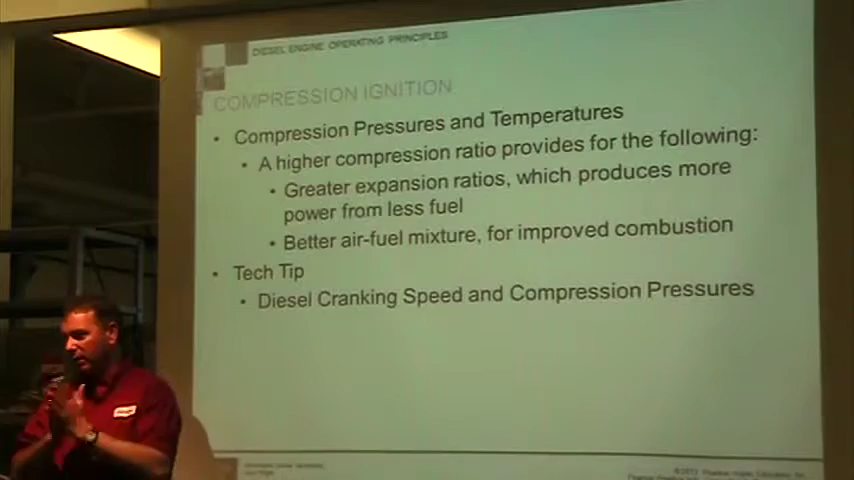 DIESEL ENGINE OPERATING PRINCIPLES
COMPRESSION IGNITION
• Compression Pressures and Temperatures
• A higher compression ratio provides for the following:
• Greater expansion ratios, which produces more
power from less fuel
• Better air-fuel mixture, for improved combustion
• Tech Tip
• Diesel Cranking Speed and Compression Pressures